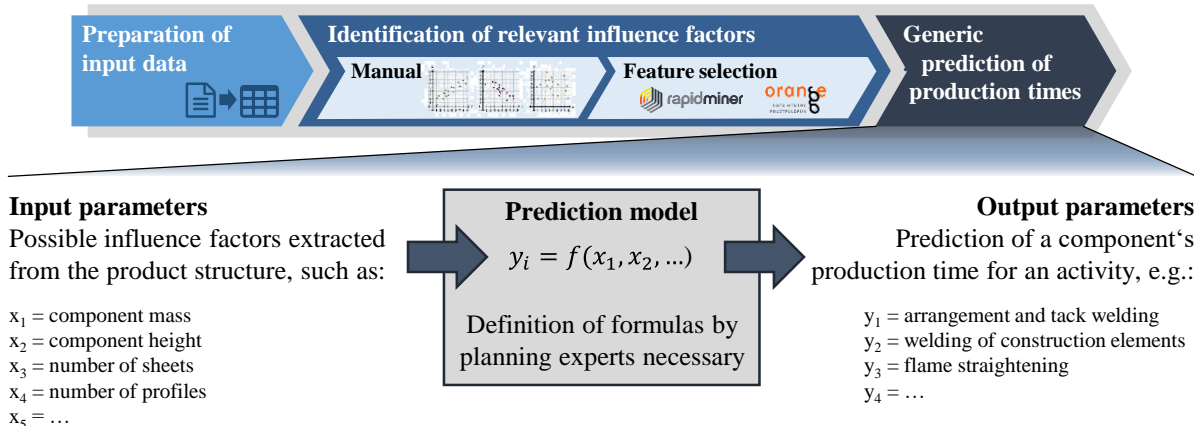 Preparation of
input data
Identification of relevant influence factors
Manual
Feature selection
rapidminer
orange
Generic
prediction of
production times
Input parameters
Possible influence factors extracted
from the product structure, such as:
x₁ = component mass
x₂ = component height
x₃ = number of sheets
x₄ = number of profiles
x₅ = …
Prediction model
yᵢ = f(x₁, x₂, …)
Definition of formulas by
planning experts necessary
Output parameters
Prediction of a component‘s
production time for an activity, e.g.:
y₁ = arrangement and tack welding
y₂ = welding of construction elements
y₃ = flame straightening
y₄ = …